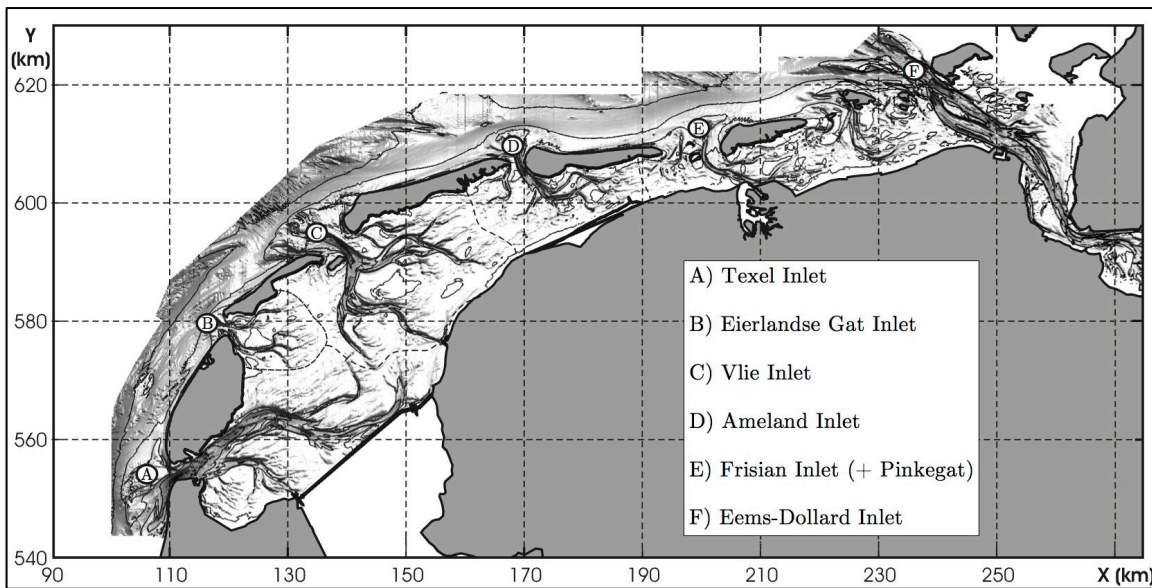 Y
(km)
620
600
580
560
540
90
110
130
150
170
190
210
230
250
X (km)
A
B
C
D
E
F
A) Texel Inlet
B) Eierlandse Gat Inlet
C) Vlie Inlet
D) Ameland Inlet
E) Frisian Inlet (+ Pinkegat)
F) Eems-Dollard Inlet